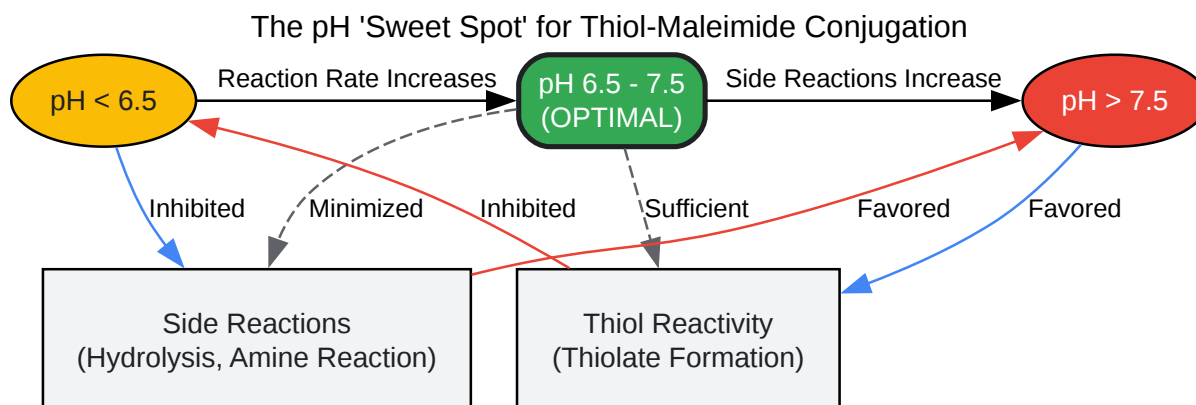 The pH 'Sweet Spot' for Thiol-Maleimide Conjugation
pH < 6.5
Reaction Rate Increases
pH 6.5 - 7.5
(OPTIMAL)
Side Reactions Increase
pH > 7.5
Inhibited
Minimized
Inhibited
Sufficient
Favored
Favored
Side Reactions
(Hydrolysis, Amine Reaction)
Thiol Reactivity
(Thiolate Formation)